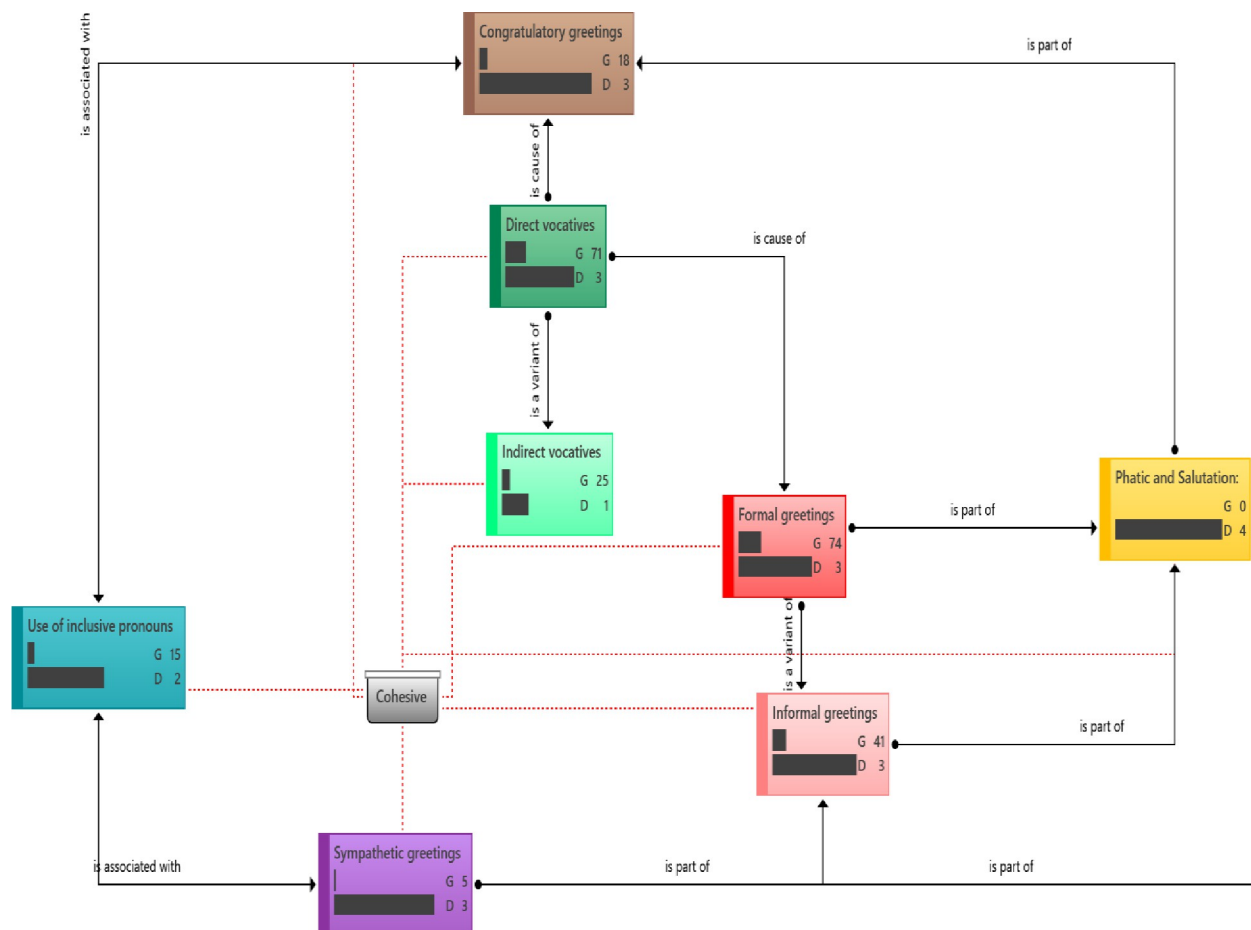 is associated with
Congratulatory greetings
G 18
D 3
is part of
is cause of
Direct vocatives
G 71
D 3
is cause of
is a variant of
Indirect vocatives
G 25
D 1
Formal greetings
G 74
D 3
is part of
Phatic and Salutation:
G 0
D 4
is a variant of
Use of inclusive pronouns
G 15
D 2
Cohesive
Informal greetings
G 41
D 3
is part of
is associated with
Sympathetic greetings
G 5
D 3
is part of
is part of